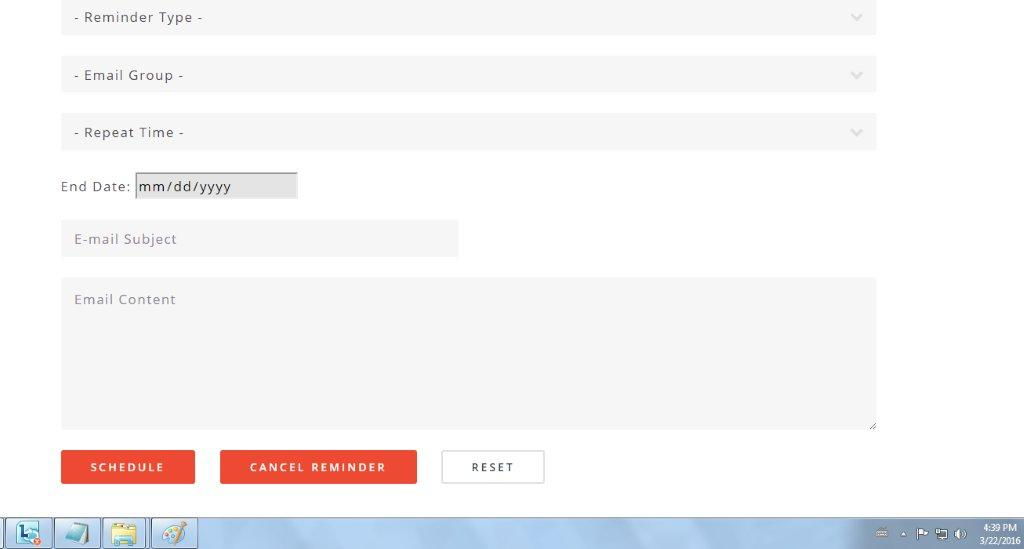 - Reminder Type -
- Email Group -
- Repeat Time -
End Date: mm/dd/yyyy
E-mail Subject
Email Content
SCHEDULE CANCEL REMINDER RESET
4:39 PM
3/22/2016